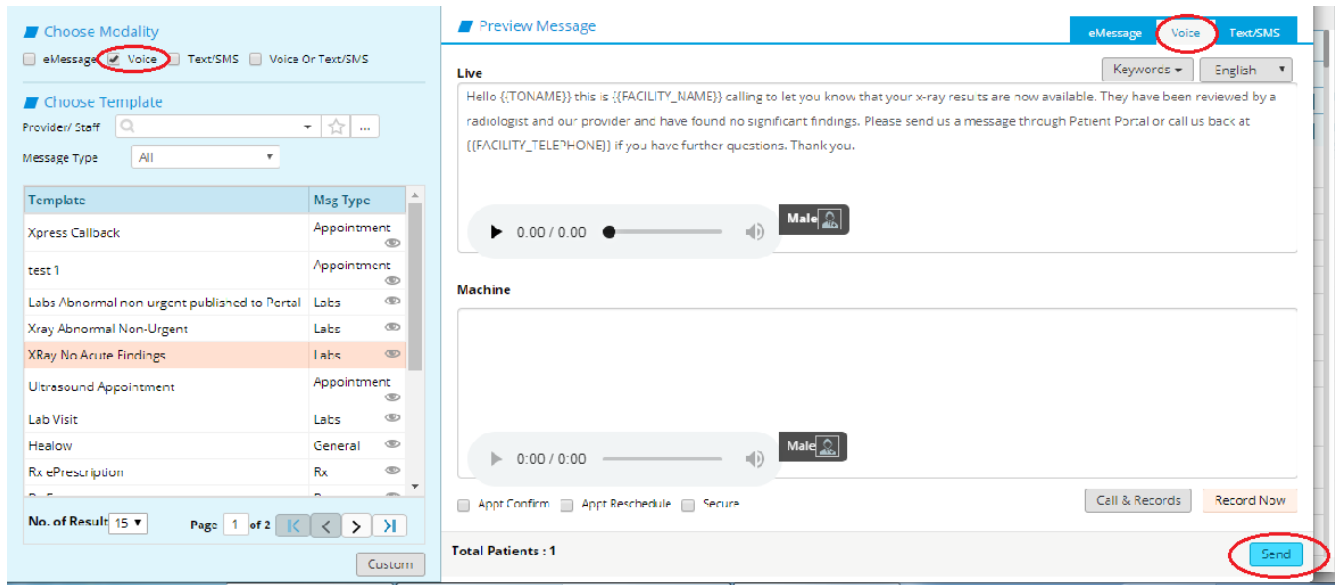 Choose Modality
eMessage Voice Text/SMS Voice Or Text/SMS
Choose Template
Provider/ Staff ...
Message Type All
Template Msg Type
Xpress Callback Appointment
test 1 Appointment
Labs Abnormal non urgent published to Portal Labs
Xray Abnormal Non-Urgent Labs
XRay No Acute Findings Labs
Ultrasound Appointment Appointment
Lab Visit Labs
Healow General
Rx ePrescription Rx
No. of Result 15 Page 1 of 2
Custom
Preview Message
eMessage Voice Text/SMS
Live Keywords English
Hello {{TONAME}} this is {{FACILITY_NAME}} calling to let you know that your x-ray results are now available. They have been reviewed by a
radiologist and our provider and have found no significant findings. Please send us a message through Patient Portal or call us back at
{{FACILITY_TELEPHONE}} if you have further questions. Thank you.
0:00 / 0:00 Male
Machine
0:00 / 0:00 Male
Appt Confirm Appt Reschedule Secure Call & Records Record Now
Total Patients : 1 Send